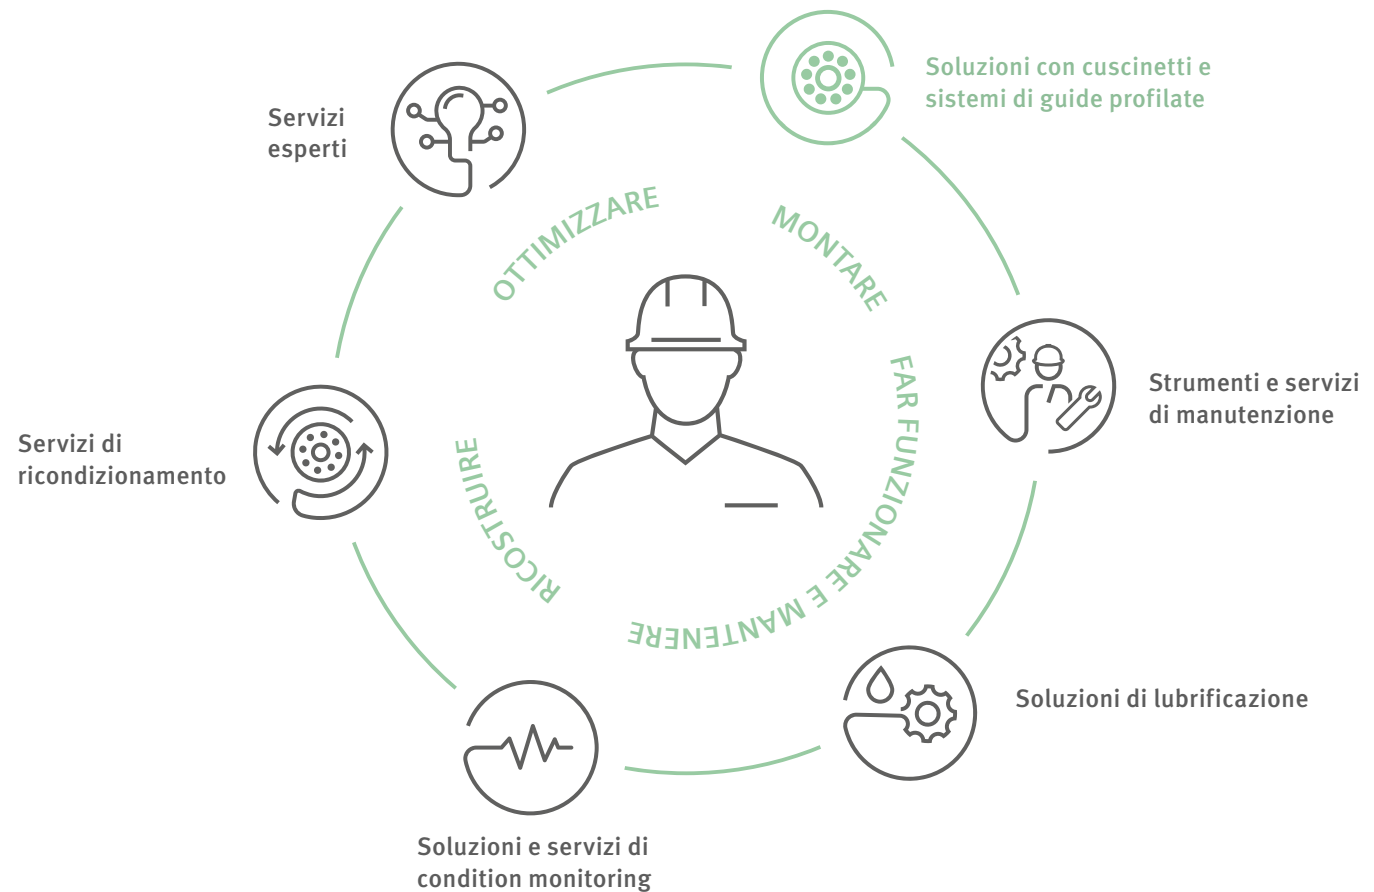 Soluzioni con cuscinetti e
sistemi di guide profilate
Servizi
esperti
OTTIMIZZARE
MONTARE
FAR FUNZIONARE E MANTENERE
RICOSTRUIRE
Strumenti e servizi
di manutenzione
Servizi di
ricondizionamento
Soluzioni di lubrificazione
Soluzioni e servizi di
condition monitoring